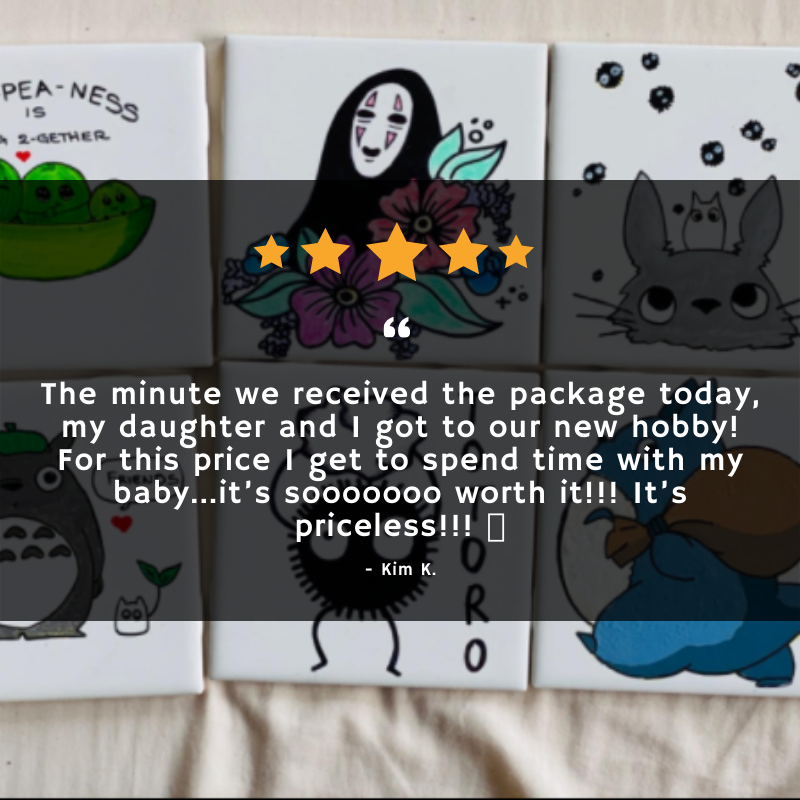 PEA-NESS
IS
2-GETHER
“
The minute we received the package today,
my daughter and I got to our new hobby!
For this price I get to spend time with my
baby...it’s sooooooo worth it!!! It’s
priceless!!! 
- Kim K.
FRIENDS
O
R
O